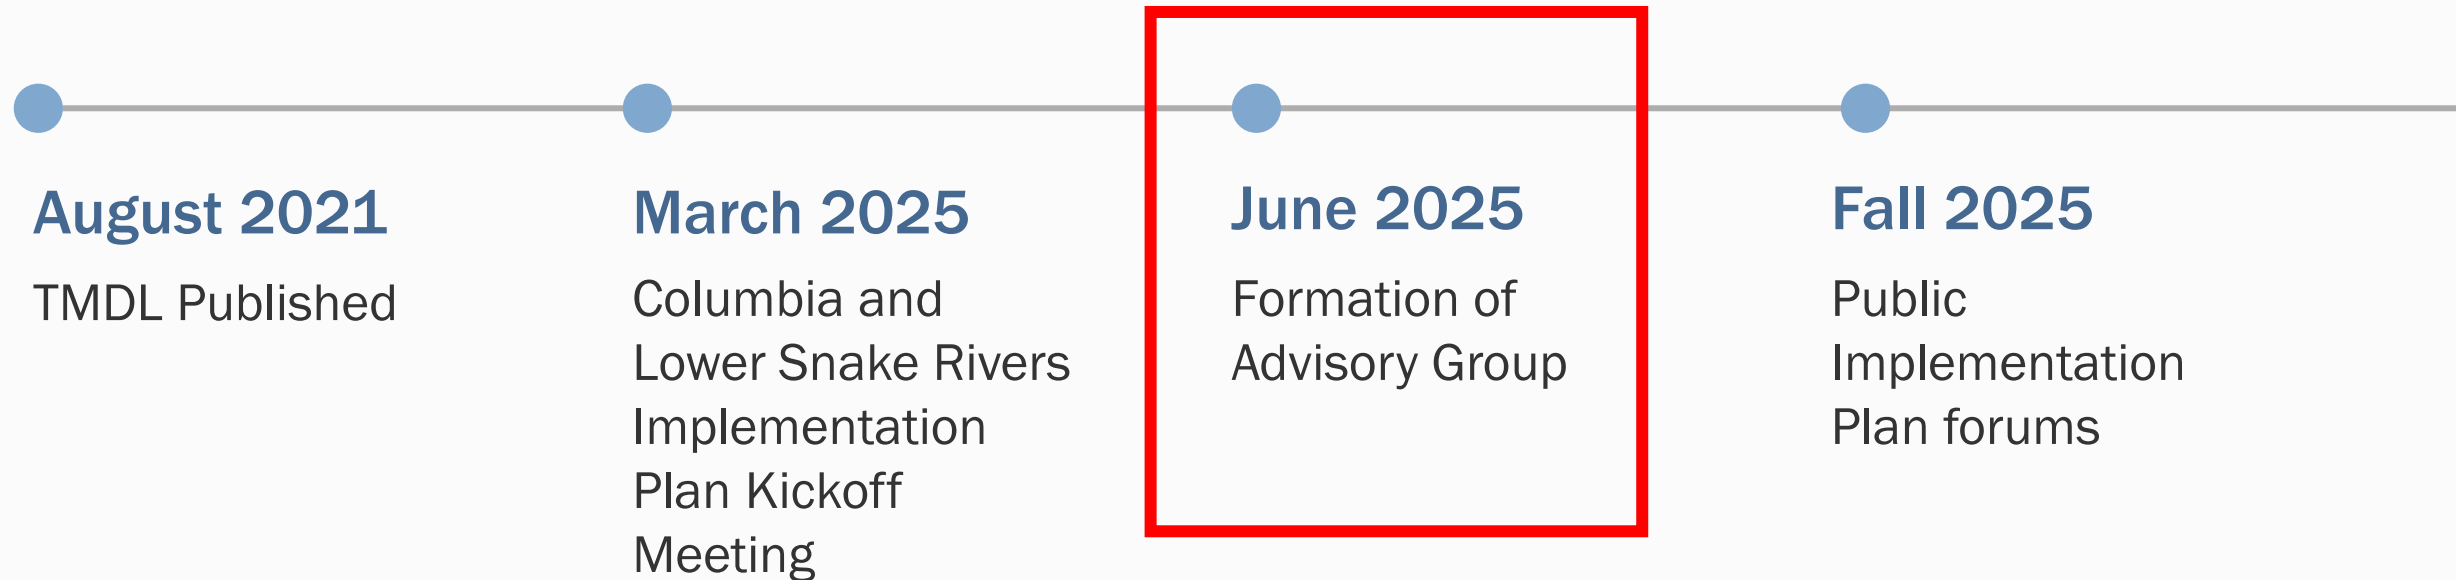 August 2021
TMDL Published
March 2025
Columbia and
Lower Snake Rivers
Implementation
Plan Kickoff
Meeting
June 2025
Formation of
Advisory Group
Fall 2025
Public
Implementation
Plan forums